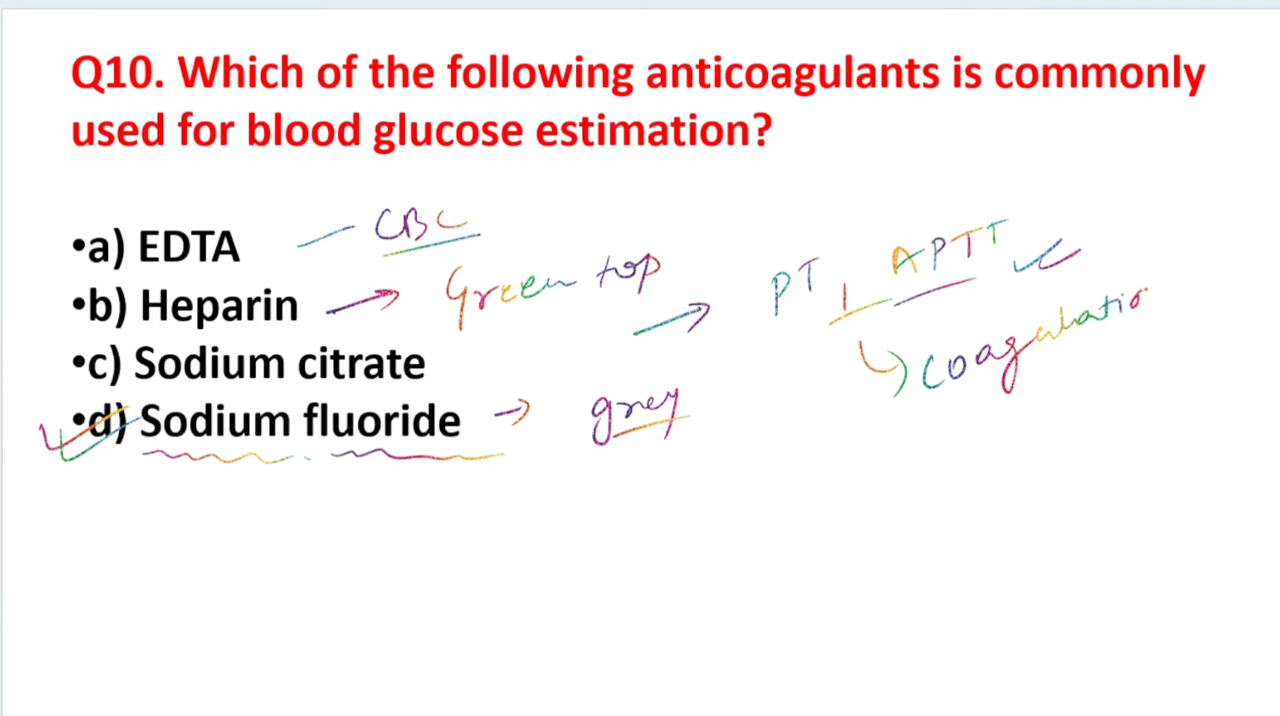 Q10. Which of the following anticoagulants is commonly
used for blood glucose estimation?
•a) EDTA – CBC
•b) Heparin → Green top → PT, APTT
•c) Sodium citrate ↳ Coagulatio
•d) Sodium fluoride → grey